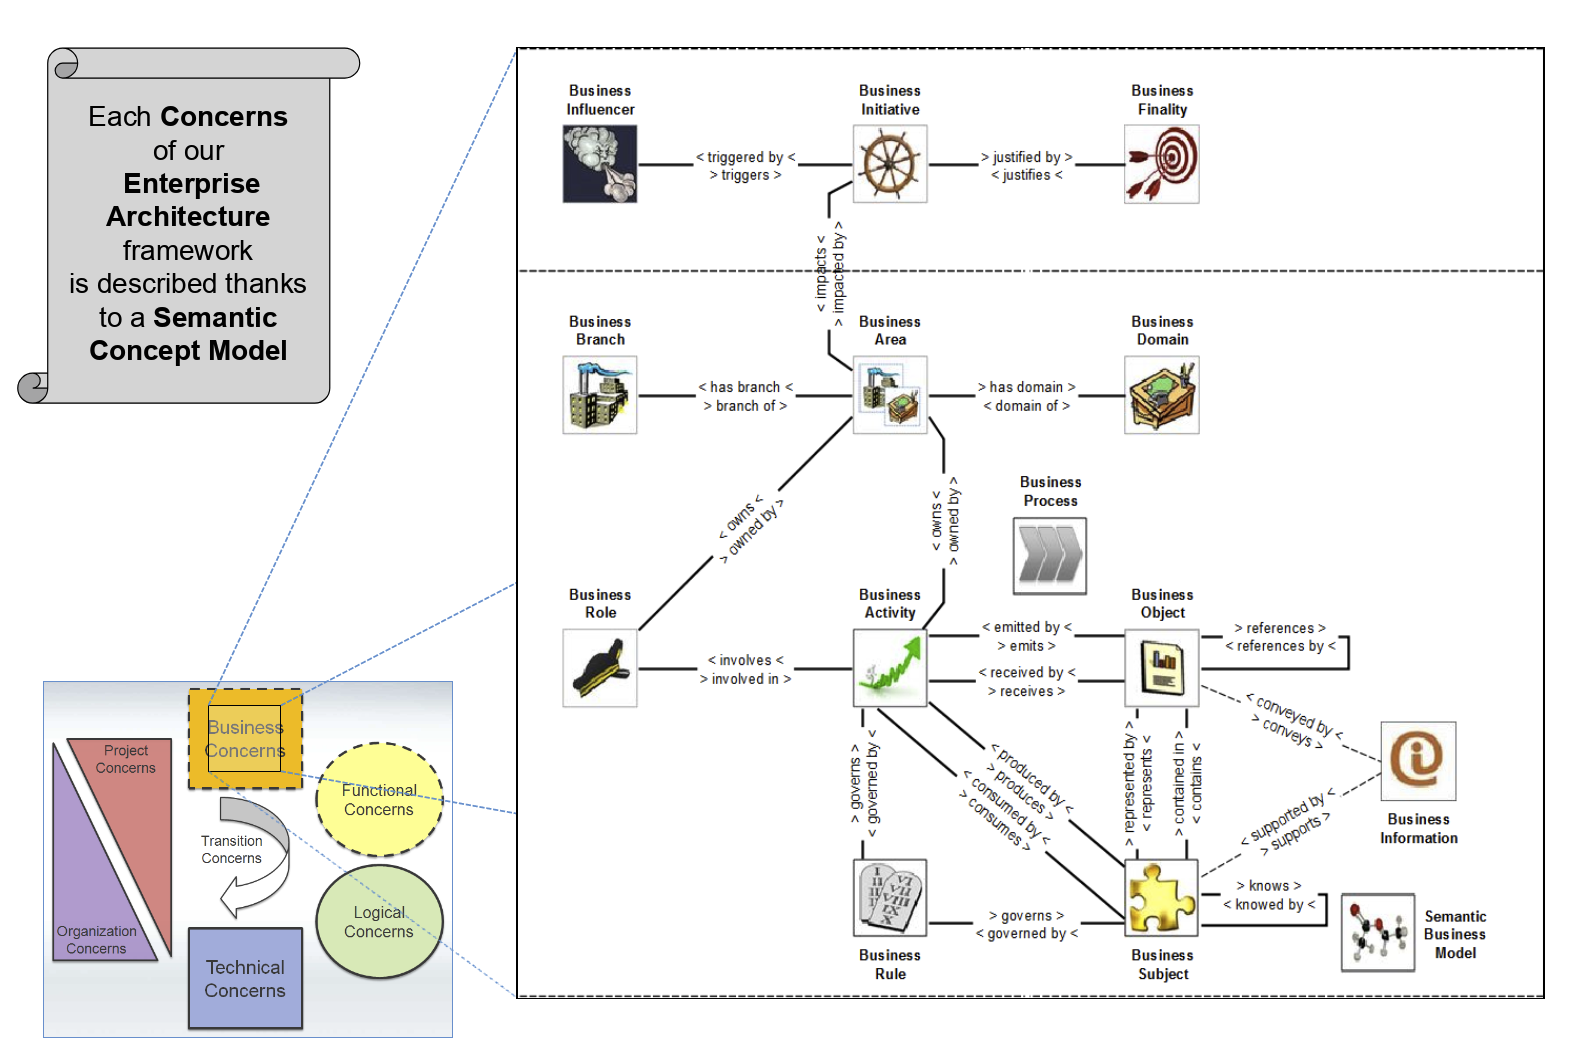 Each Concerns
of our
Enterprise
Architecture
framework
is described thanks
to a Semantic
Concept Model
Business
Influencer
Business
Initiative
Business
Finality
< triggered by <
> triggers >
> justified by >
< justifies <
< impacts <
> impacted by >
Business
Branch
Business
Area
Business
Domain
< has branch <
> branch of >
> has domain >
< domain of >
< owns <
> owned by >
< owns <
> owned by >
Business
Process
Business
Role
Business
Activity
Business
Object
< involves <
> involved in >
< emitted by <
> emits >
< received by <
> receives >
> references >
< references by <
< conveyed by <
> conveys >
> governs >
< governed by <
< produced by <
> produces >
< consumed by <
> consumes >
> represented by >
< represents <
> contained in >
< contains <
< supported by <
> supports >
Business
Information
I
II
III
VI
VII
VIII
IX
X
> governs >
< governed by <
> knows >
< knowed by <
Business
Rule
Business
Subject
Semantic
Business
Model
Business
Concerns
Project
Concerns
Functional
Concerns
Transition
Concerns
Logical
Concerns
Organization
Concerns
Technical
Concerns